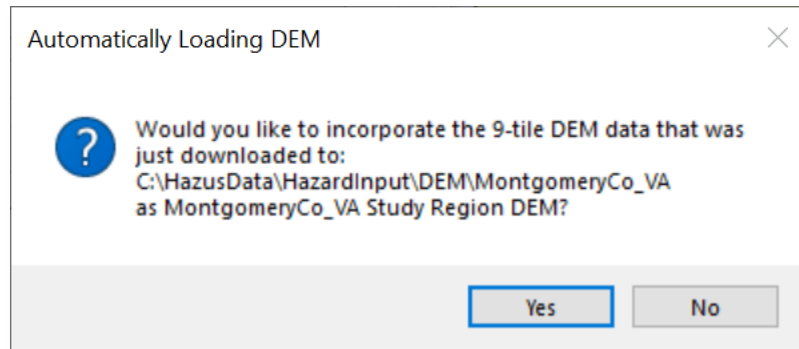 Automatically Loading DEM
Would you like to incorporate the 9-tile DEM data that was
just downloaded to:
C:\HazusData\HazardInput\DEM\MontgomeryCo_VA
as MontgomeryCo_VA Study Region DEM?
Yes No